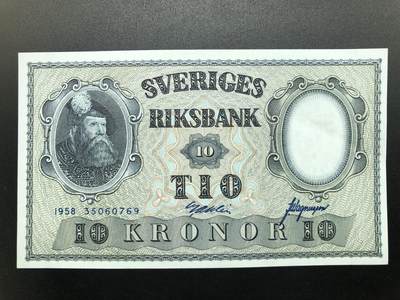 SVERIGES
RIKSBANK
10
TIO
1958 35060769
10 KRONOR 10